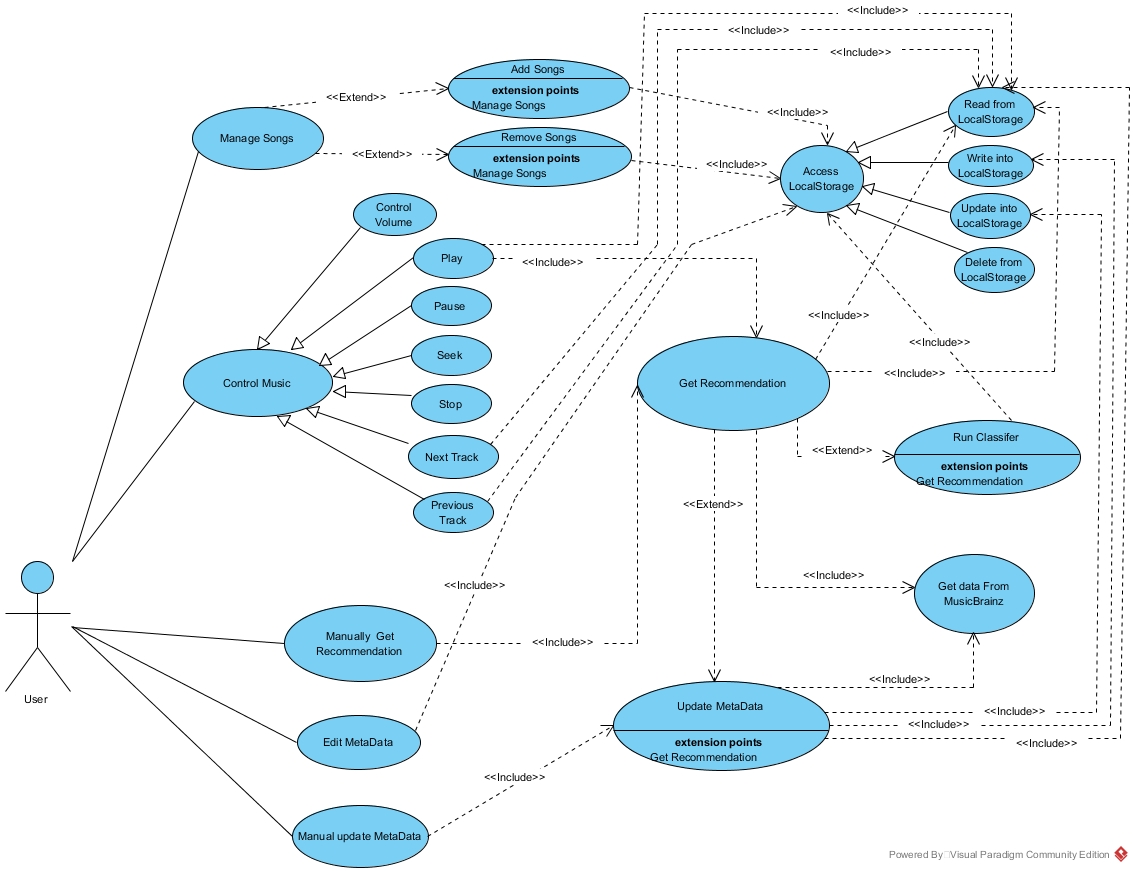 <<Include>>
<<Include>>
<<Include>>
Add Songs
extension points
Manage Songs
<<Extend>>
Manage Songs
<<Include>>
Read from
LocalStorage
Remove Songs
extension points
Manage Songs
<<Extend>>
<<Include>>
Access
LocalStorage
Write into
LocalStorage
Update into
LocalStorage
Delete from
LocalStorage
Control
Volume
Play
<<Include>>
Pause
<<Include>>
Seek
<<Include>>
Control Music
Get Recommendation
<<Include>>
Stop
Next Track
Run Classifer
extension points
Get Recommendation
<<Extend>>
Previous
Track
<<Extend>>
<<Include>>
<<Include>>
Get data From
MusicBrainz
Manually Get
Recommendation
<<Include>>
User
<<Include>>
Update MetaData
extension points
Get Recommendation
<<Include>>
<<Include>>
<<Include>>
Edit MetaData
<<Include>>
Manual update MetaData
Powered By Visual Paradigm Community Edition